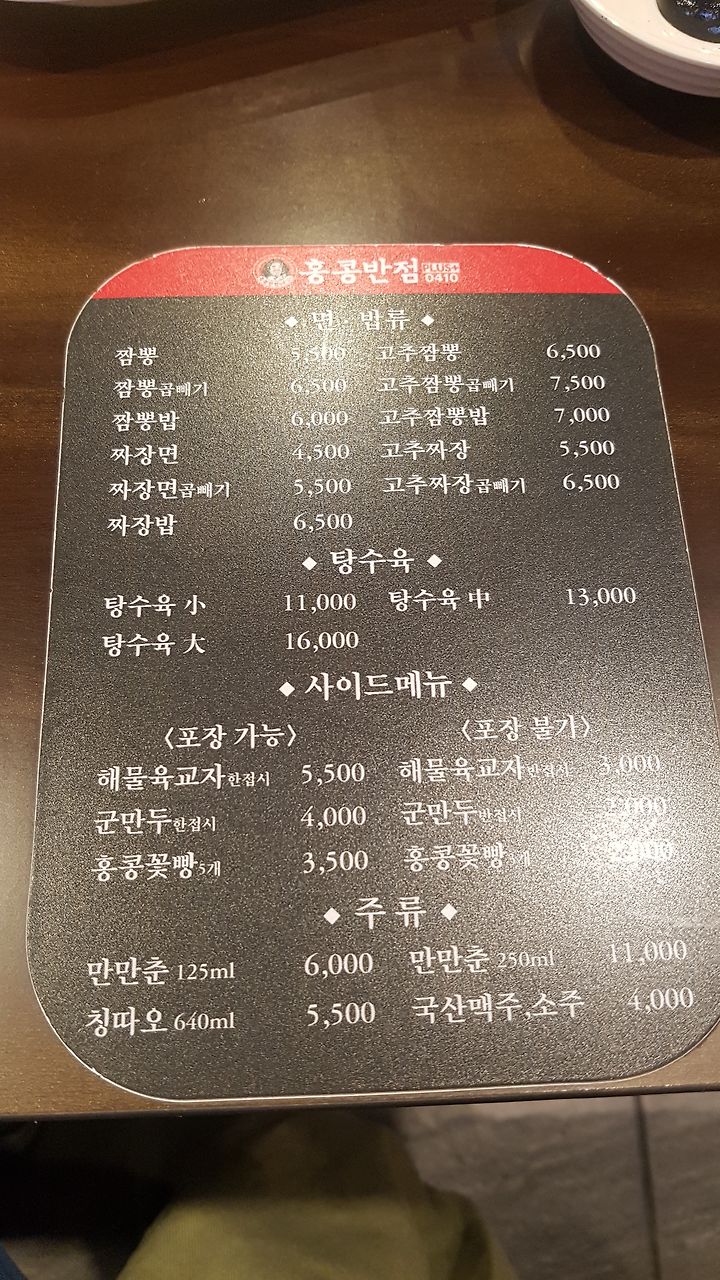 홍콩반점 PLUS+ 0410
◆ 면 · 밥류 ◆
짬뽕 5,500 고추짬뽕 6,500
짬뽕곱빼기 6,500 고추짬뽕곱빼기 7,500
짬뽕밥 6,000 고추짬뽕밥 7,000
짜장면 4,500 고추짜장 5,500
짜장면곱빼기 5,500 고추짜장곱빼기 6,500
짜장밥 6,500
◆ 탕수육 ◆
탕수육 小 11,000 탕수육 中 13,000
탕수육 大 16,000
◆ 사이드메뉴 ◆
〈포장 가능〉 〈포장 불가〉
해물육교자한접시 5,500 해물육교자반접시 3,000
군만두한접시 4,000 군만두반접시 2,000
홍콩꽃빵5개 3,500 홍콩꽃빵
◆ 주류 ◆
만만춘 125ml 6,000 만만춘 250ml 11,000
칭따오 640ml 5,500 국산맥주,소주 4,000